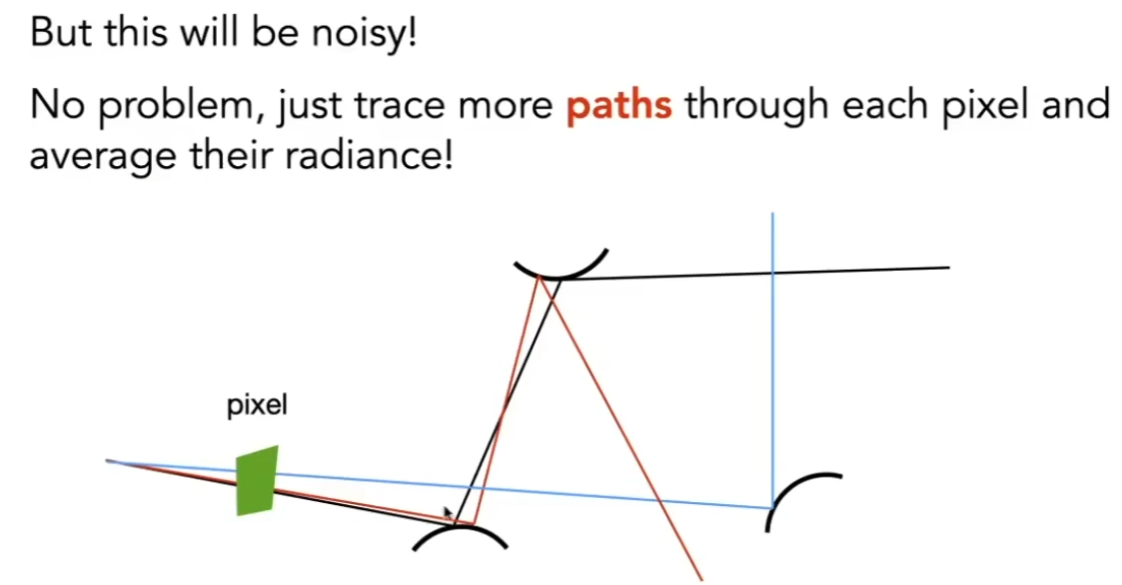 But this will be noisy!
No problem, just trace more paths through each pixel and
average their radiance!
pixel